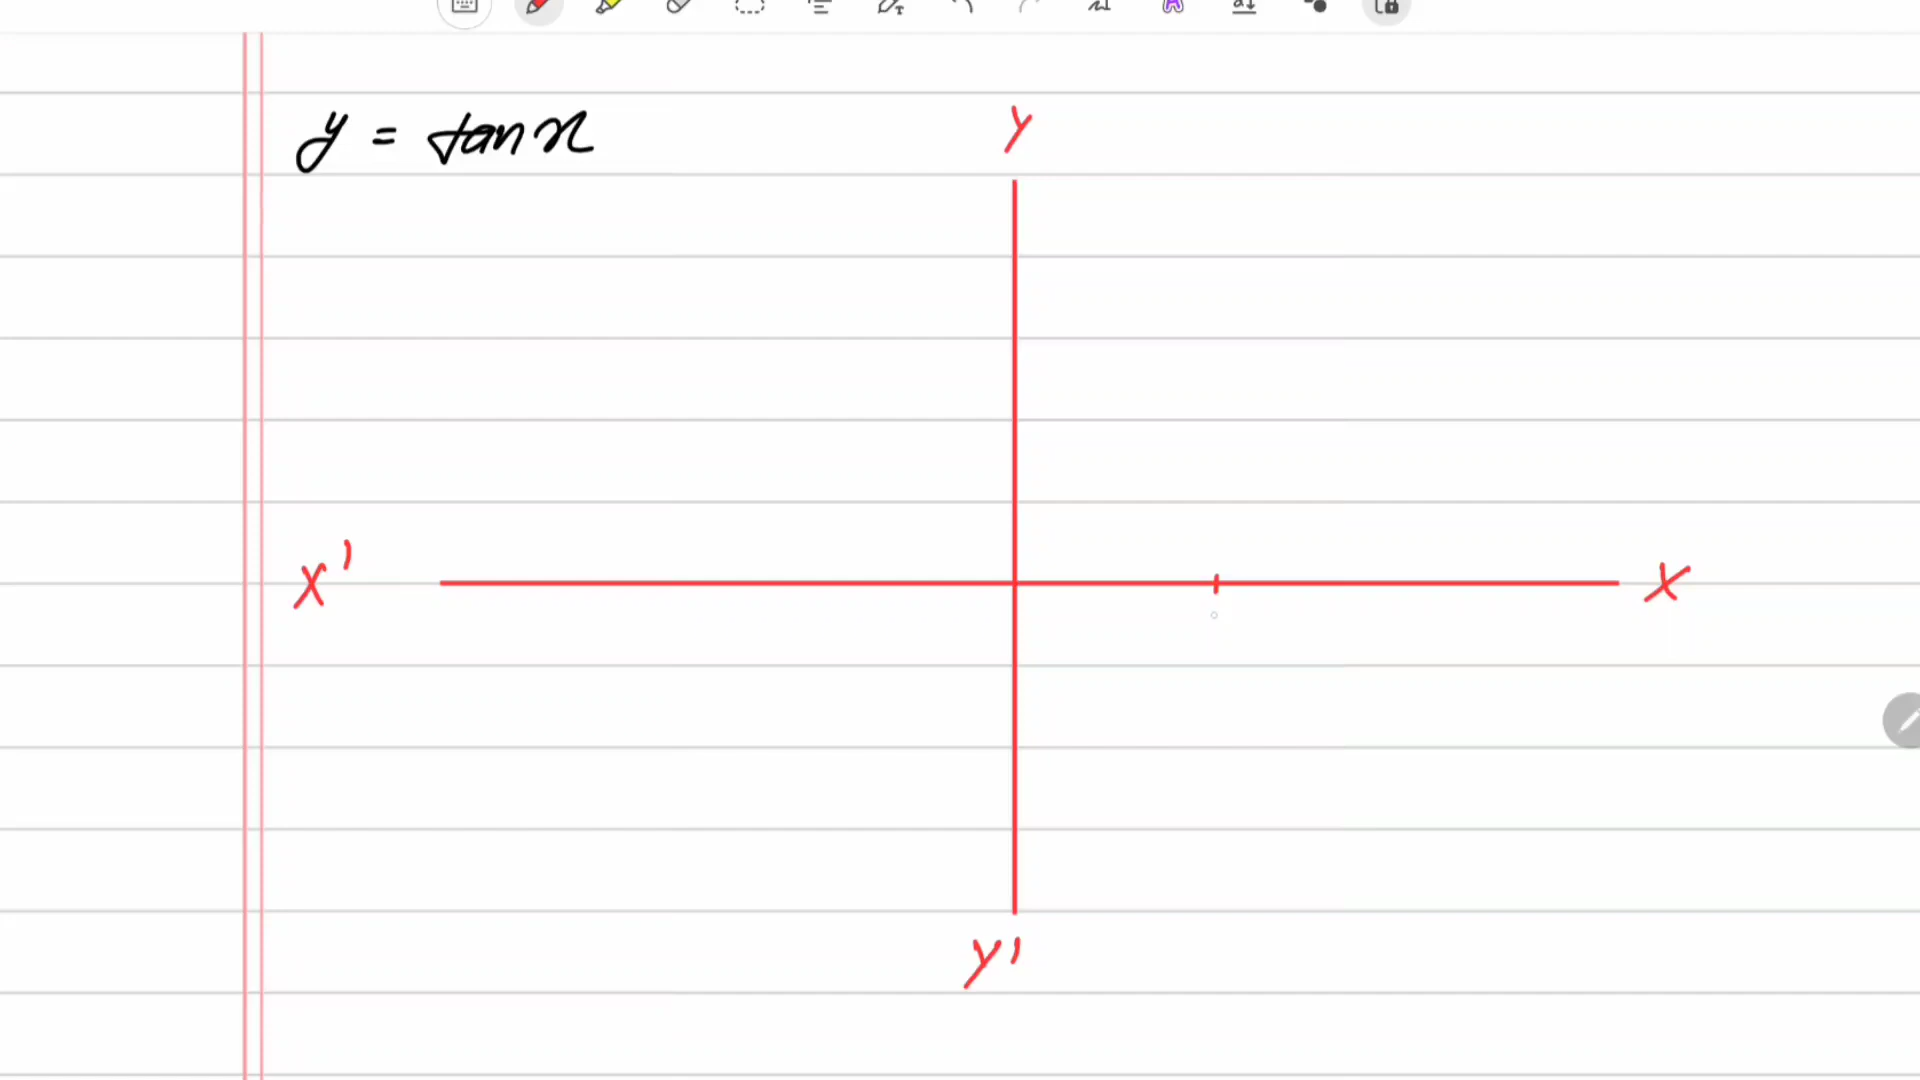 y = tan x
Y
X'
X
Y'